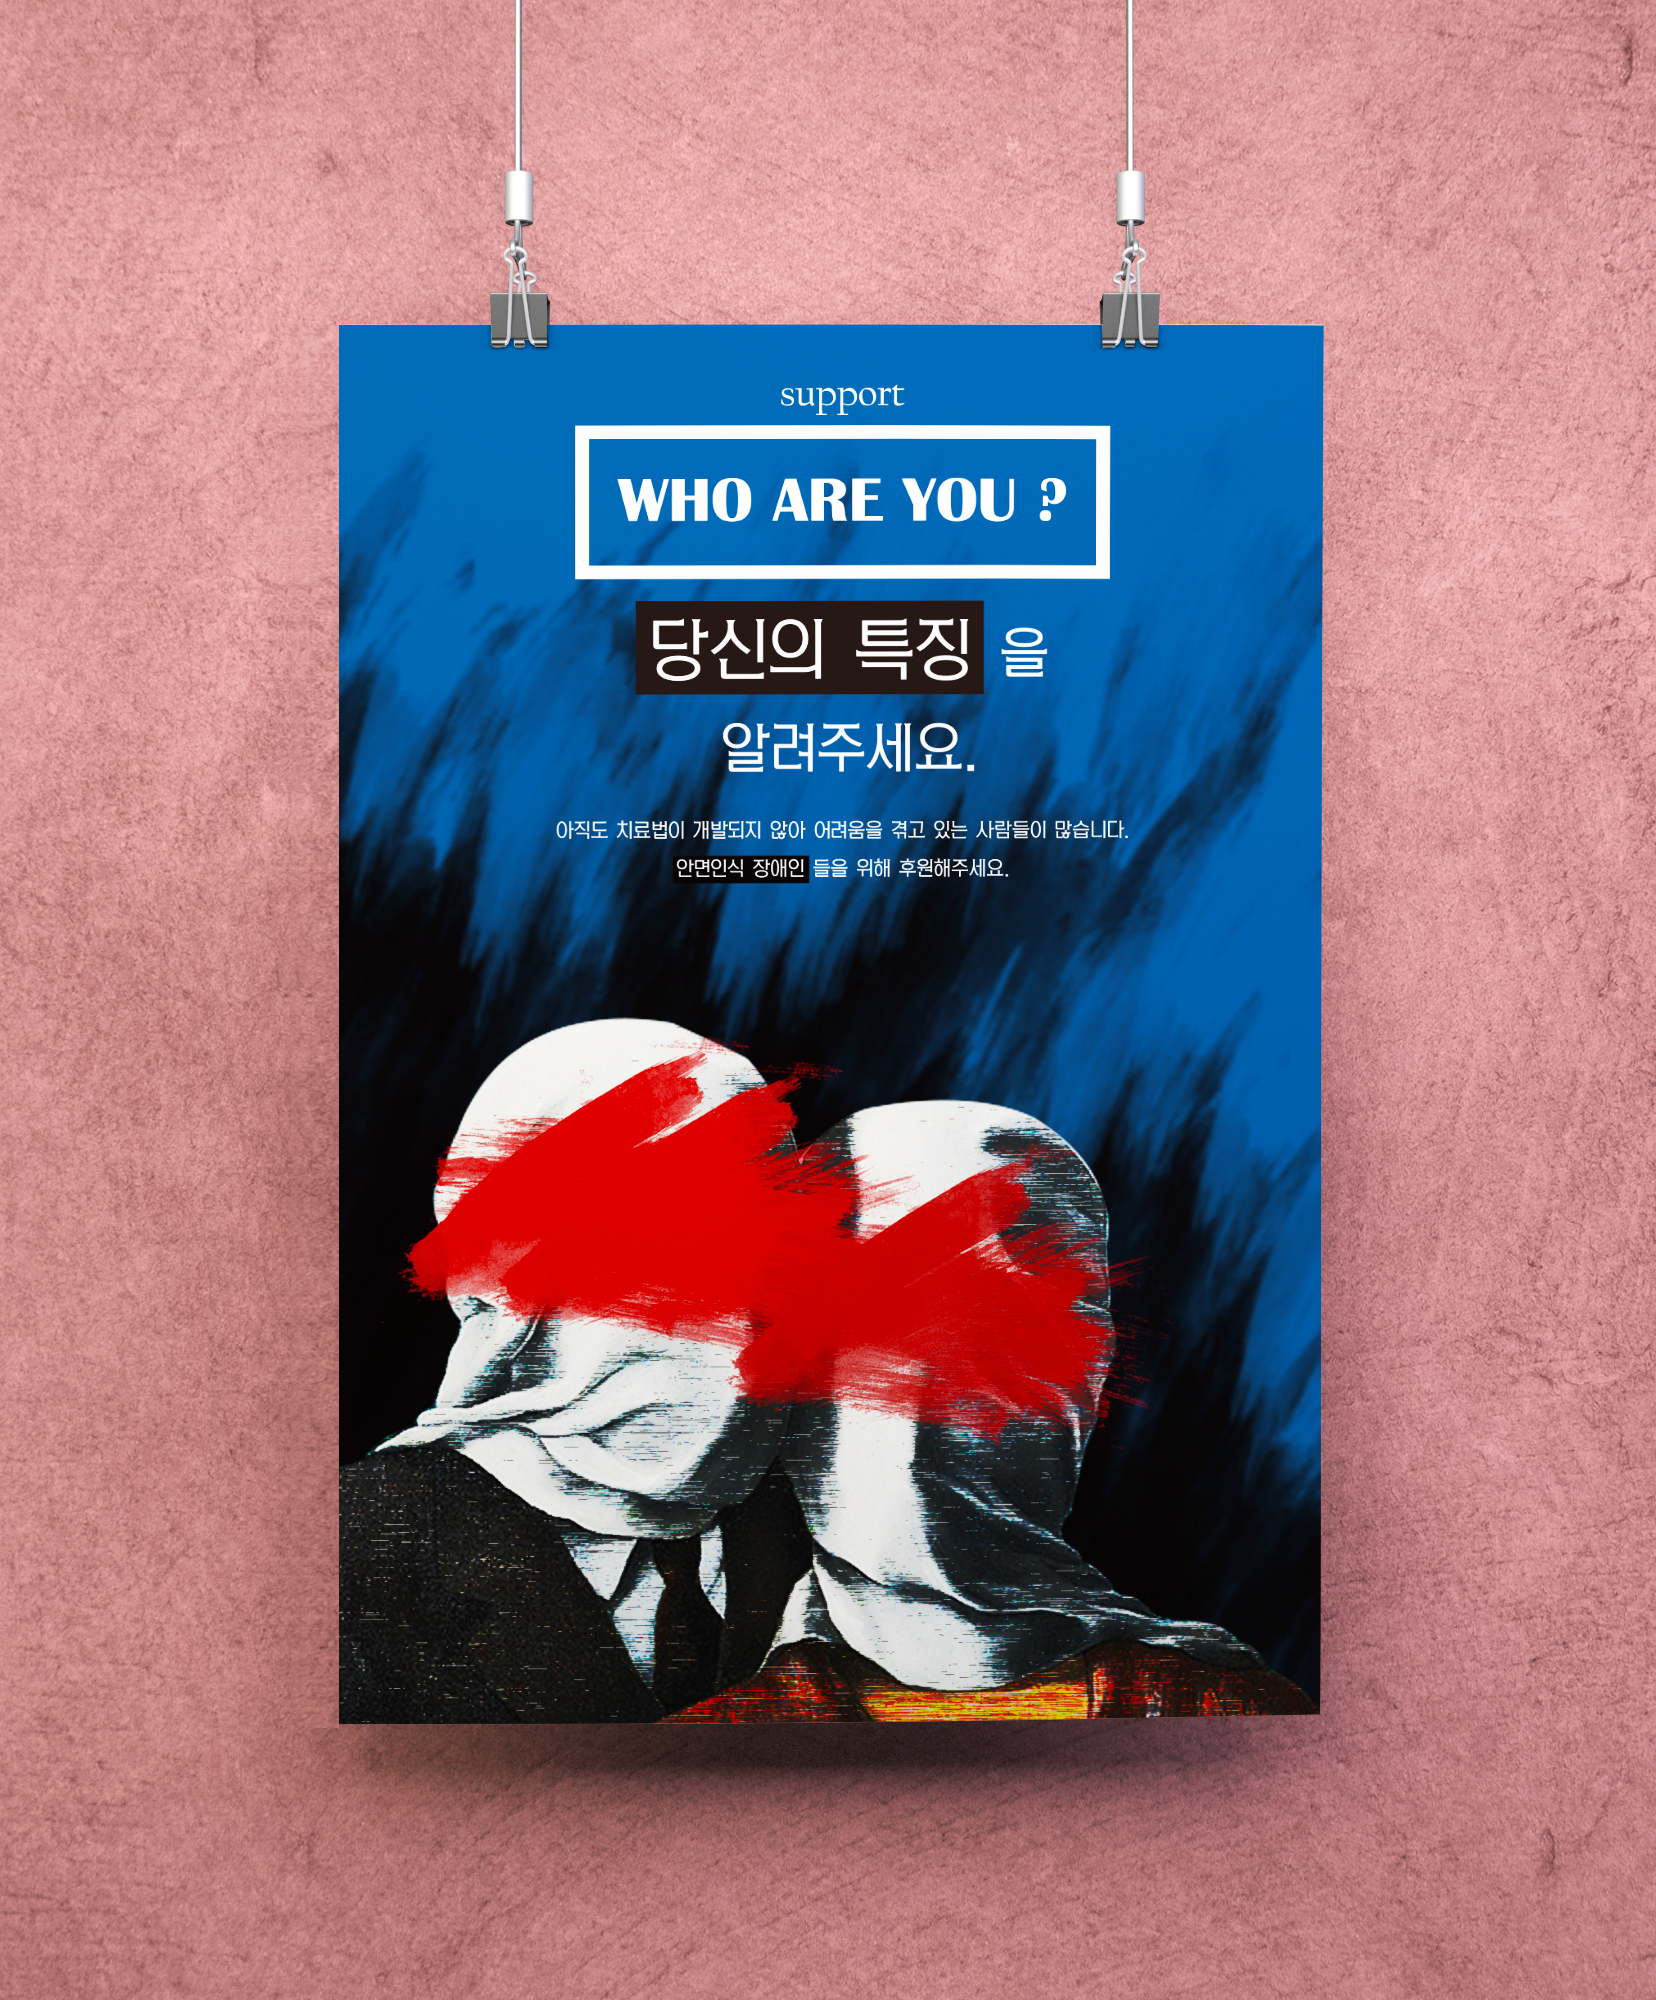 support
WHO ARE YOU ?
당신의 특징 을
알려주세요.
아직도 치료법이 개발되지 않아 어려움을 겪고 있는 사람들이 많습니다.
안면인식 장애인 들을 위해 후원해주세요.